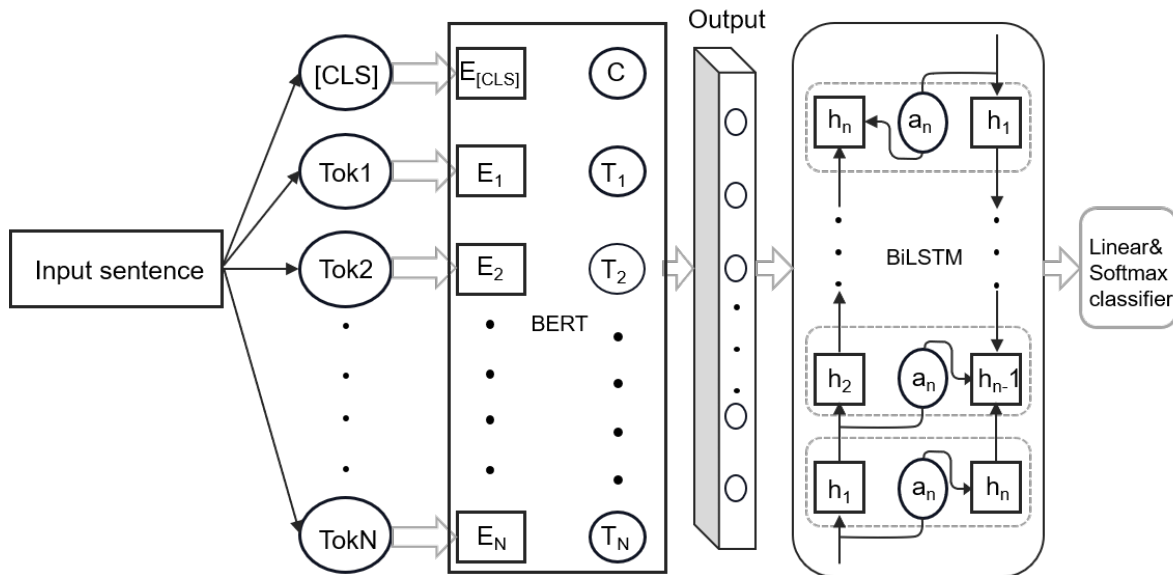 Output
[CLS]
E[CLS]
C
hn
an
h1
Tok1
E1
T1
Input sentence
Tok2
E2
T2
BiLSTM
Linear&
Softmax
classifier
BERT
h2
an
hn-1
h1
an
hn
TokN
EN
TN